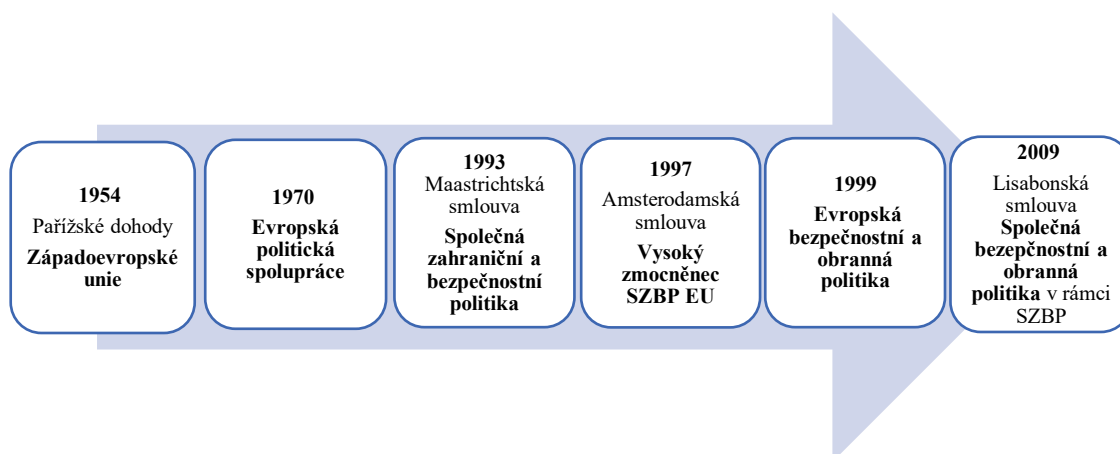 1954
Pařížské dohody
Západoevropské
unie
1970
Evropská
politická
spolupráce
1993
Maastrichtská
smlouva
Společná
zahraniční a
bezpečnostní
politika
1997
Amsterodamská
smlouva
Vysoký
zmocněnec
SZBP EU
1999
Evropská
bezpečnostní a
obranná
politika
2009
Lisabonská
smlouva
Společná
bezepčnostní a
obranná
politika v rámci
SZBP